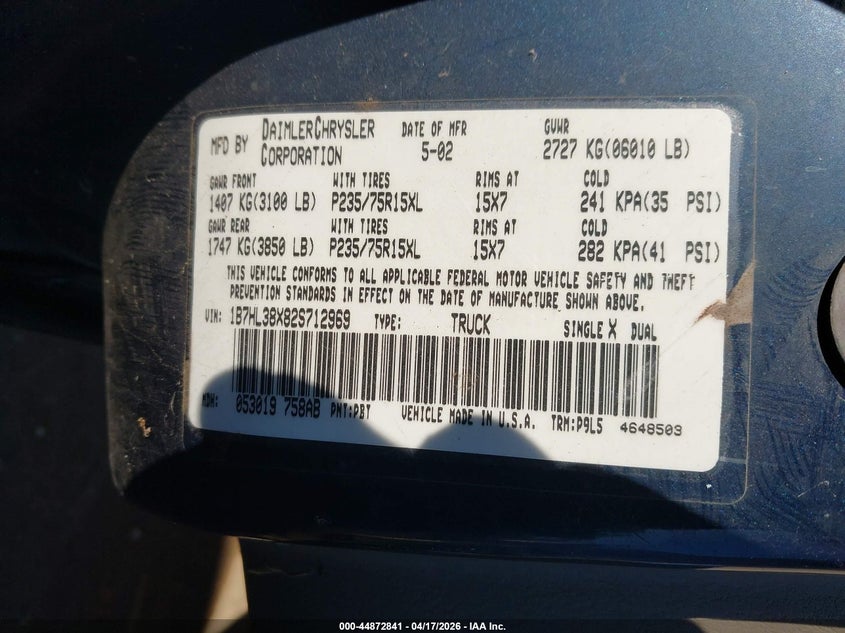 MFD BY DAIMLERCHRYSLER CORPORATION DATE OF MFR 5-02 GVWR 2727 KG(06010 LB)
GAWR FRONT WITH TIRES RIMS AT COLD
1407 KG(3100 LB) P235/75R15XL 15X7 241 KPA(35 PSI)
GAWR REAR WITH TIRES RIMS AT COLD
1747 KG(3850 LB) P235/75R15XL 15X7 282 KPA(41 PSI)
THIS VEHICLE CONFORMS TO ALL APPLICABLE FEDERAL MOTOR VEHICLE SAFETY AND THEFT
PREVENTION STANDARDS IN EFFECT ON THE DATE OF MANUFACTURE SHOWN ABOVE.
VIN: 1B7HL38X82S712969 TYPE: TRUCK SINGLE X DUAL
MDH: 053019 758AB PNT:PBT VEHICLE MADE IN U.S.A. TRM:P9L5 4648503
000-44872841 - 04/17/2026 - IAA Inc.